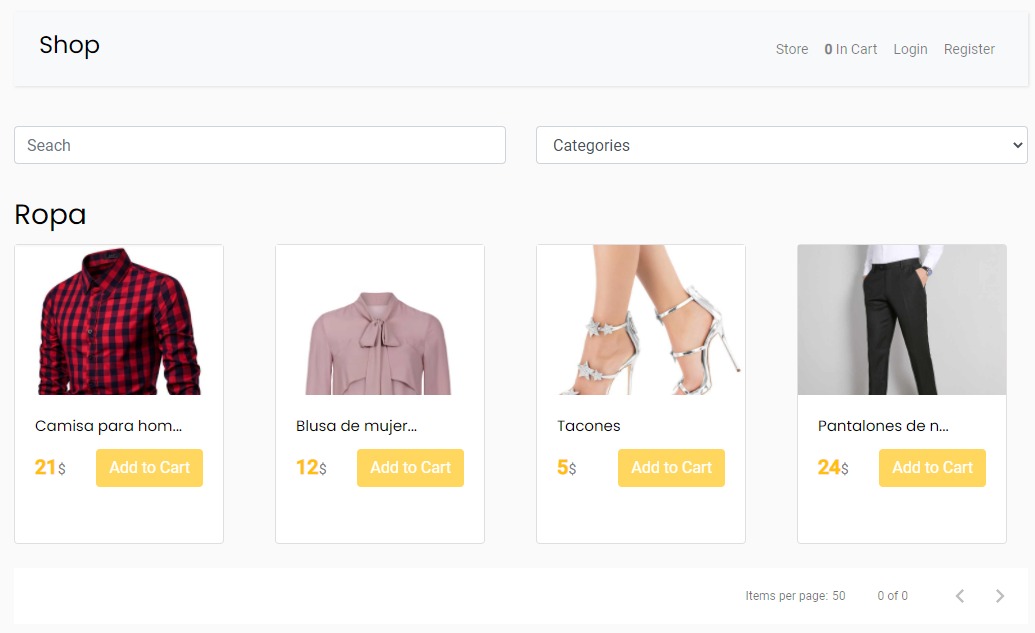 Shop
Store 0 In Cart Login Register
Seach Categories
Ropa
Camisa para hom... Blusa de mujer... Tacones Pantalones de n...
21$ Add to Cart 12$ Add to Cart 5$ Add to Cart 24$ Add to Cart
Items per page: 50 0 of 0